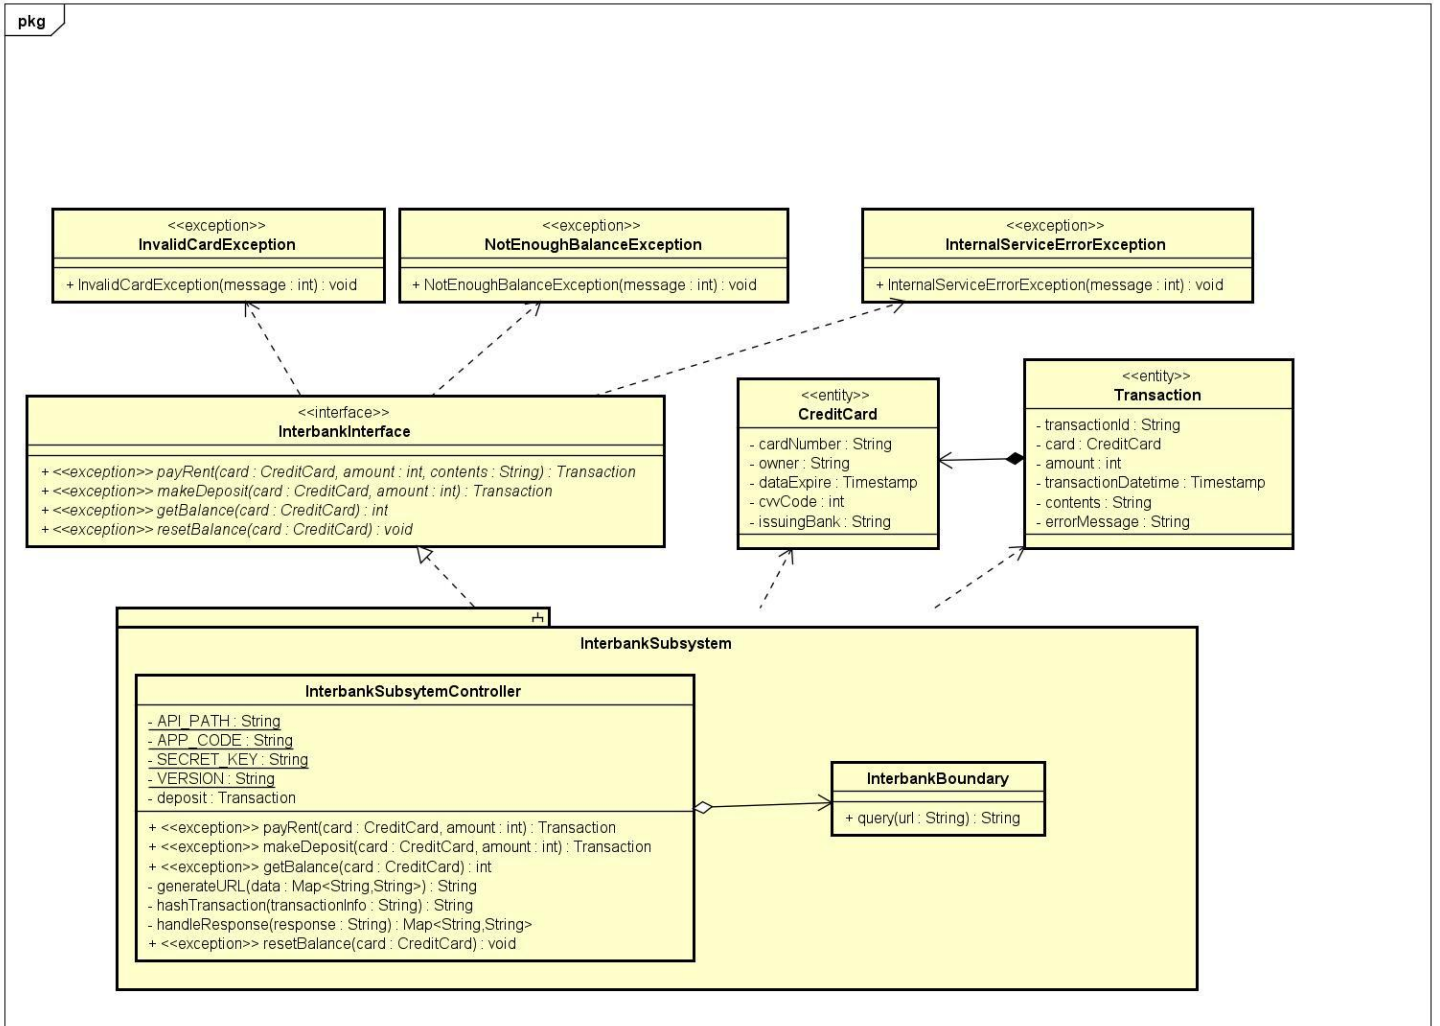 pkg
<<exception>>
InvalidCardException
+ InvalidCardException(message : int) : void
<<exception>>
NotEnoughBalanceException
+ NotEnoughBalanceException(message : int) : void
<<exception>>
InternalServiceErrorException
+ InternalServiceErrorException(message : int) : void
<<interface>>
InterbankInterface
+ <<exception>> payRent(card : CreditCard, amount : int, contents : String) : Transaction
+ <<exception>> makeDeposit(card : CreditCard, amount : int) : Transaction
+ <<exception>> getBalance(card : CreditCard) : int
+ <<exception>> resetBalance(card : CreditCard) : void
<<entity>>
CreditCard
- cardNumber : String
- owner : String
- dataExpire : Timestamp
- cvvCode : int
- issuingBank : String
<<entity>>
Transaction
- transactionId : String
- card : CreditCard
- amount : int
- transactionDatetime : Timestamp
- contents : String
- errorMessage : String
InterbankSubsystem
InterbankSubsytemController
- API_PATH : String
- APP_CODE : String
- SECRET_KEY : String
- VERSION : String
- deposit : Transaction
+ <<exception>> payRent(card : CreditCard, amount : int) : Transaction
+ <<exception>> makeDeposit(card : CreditCard, amount : int) : Transaction
+ <<exception>> getBalance(card : CreditCard) : int
- generateURL(data : Map<String,String>) : String
- hashTransaction(transactionInfo : String) : String
- handleResponse(response : String) : Map<String,String>
+ <<exception>> resetBalance(card : CreditCard) : void
InterbankBoundary
+ query(url : String) : String